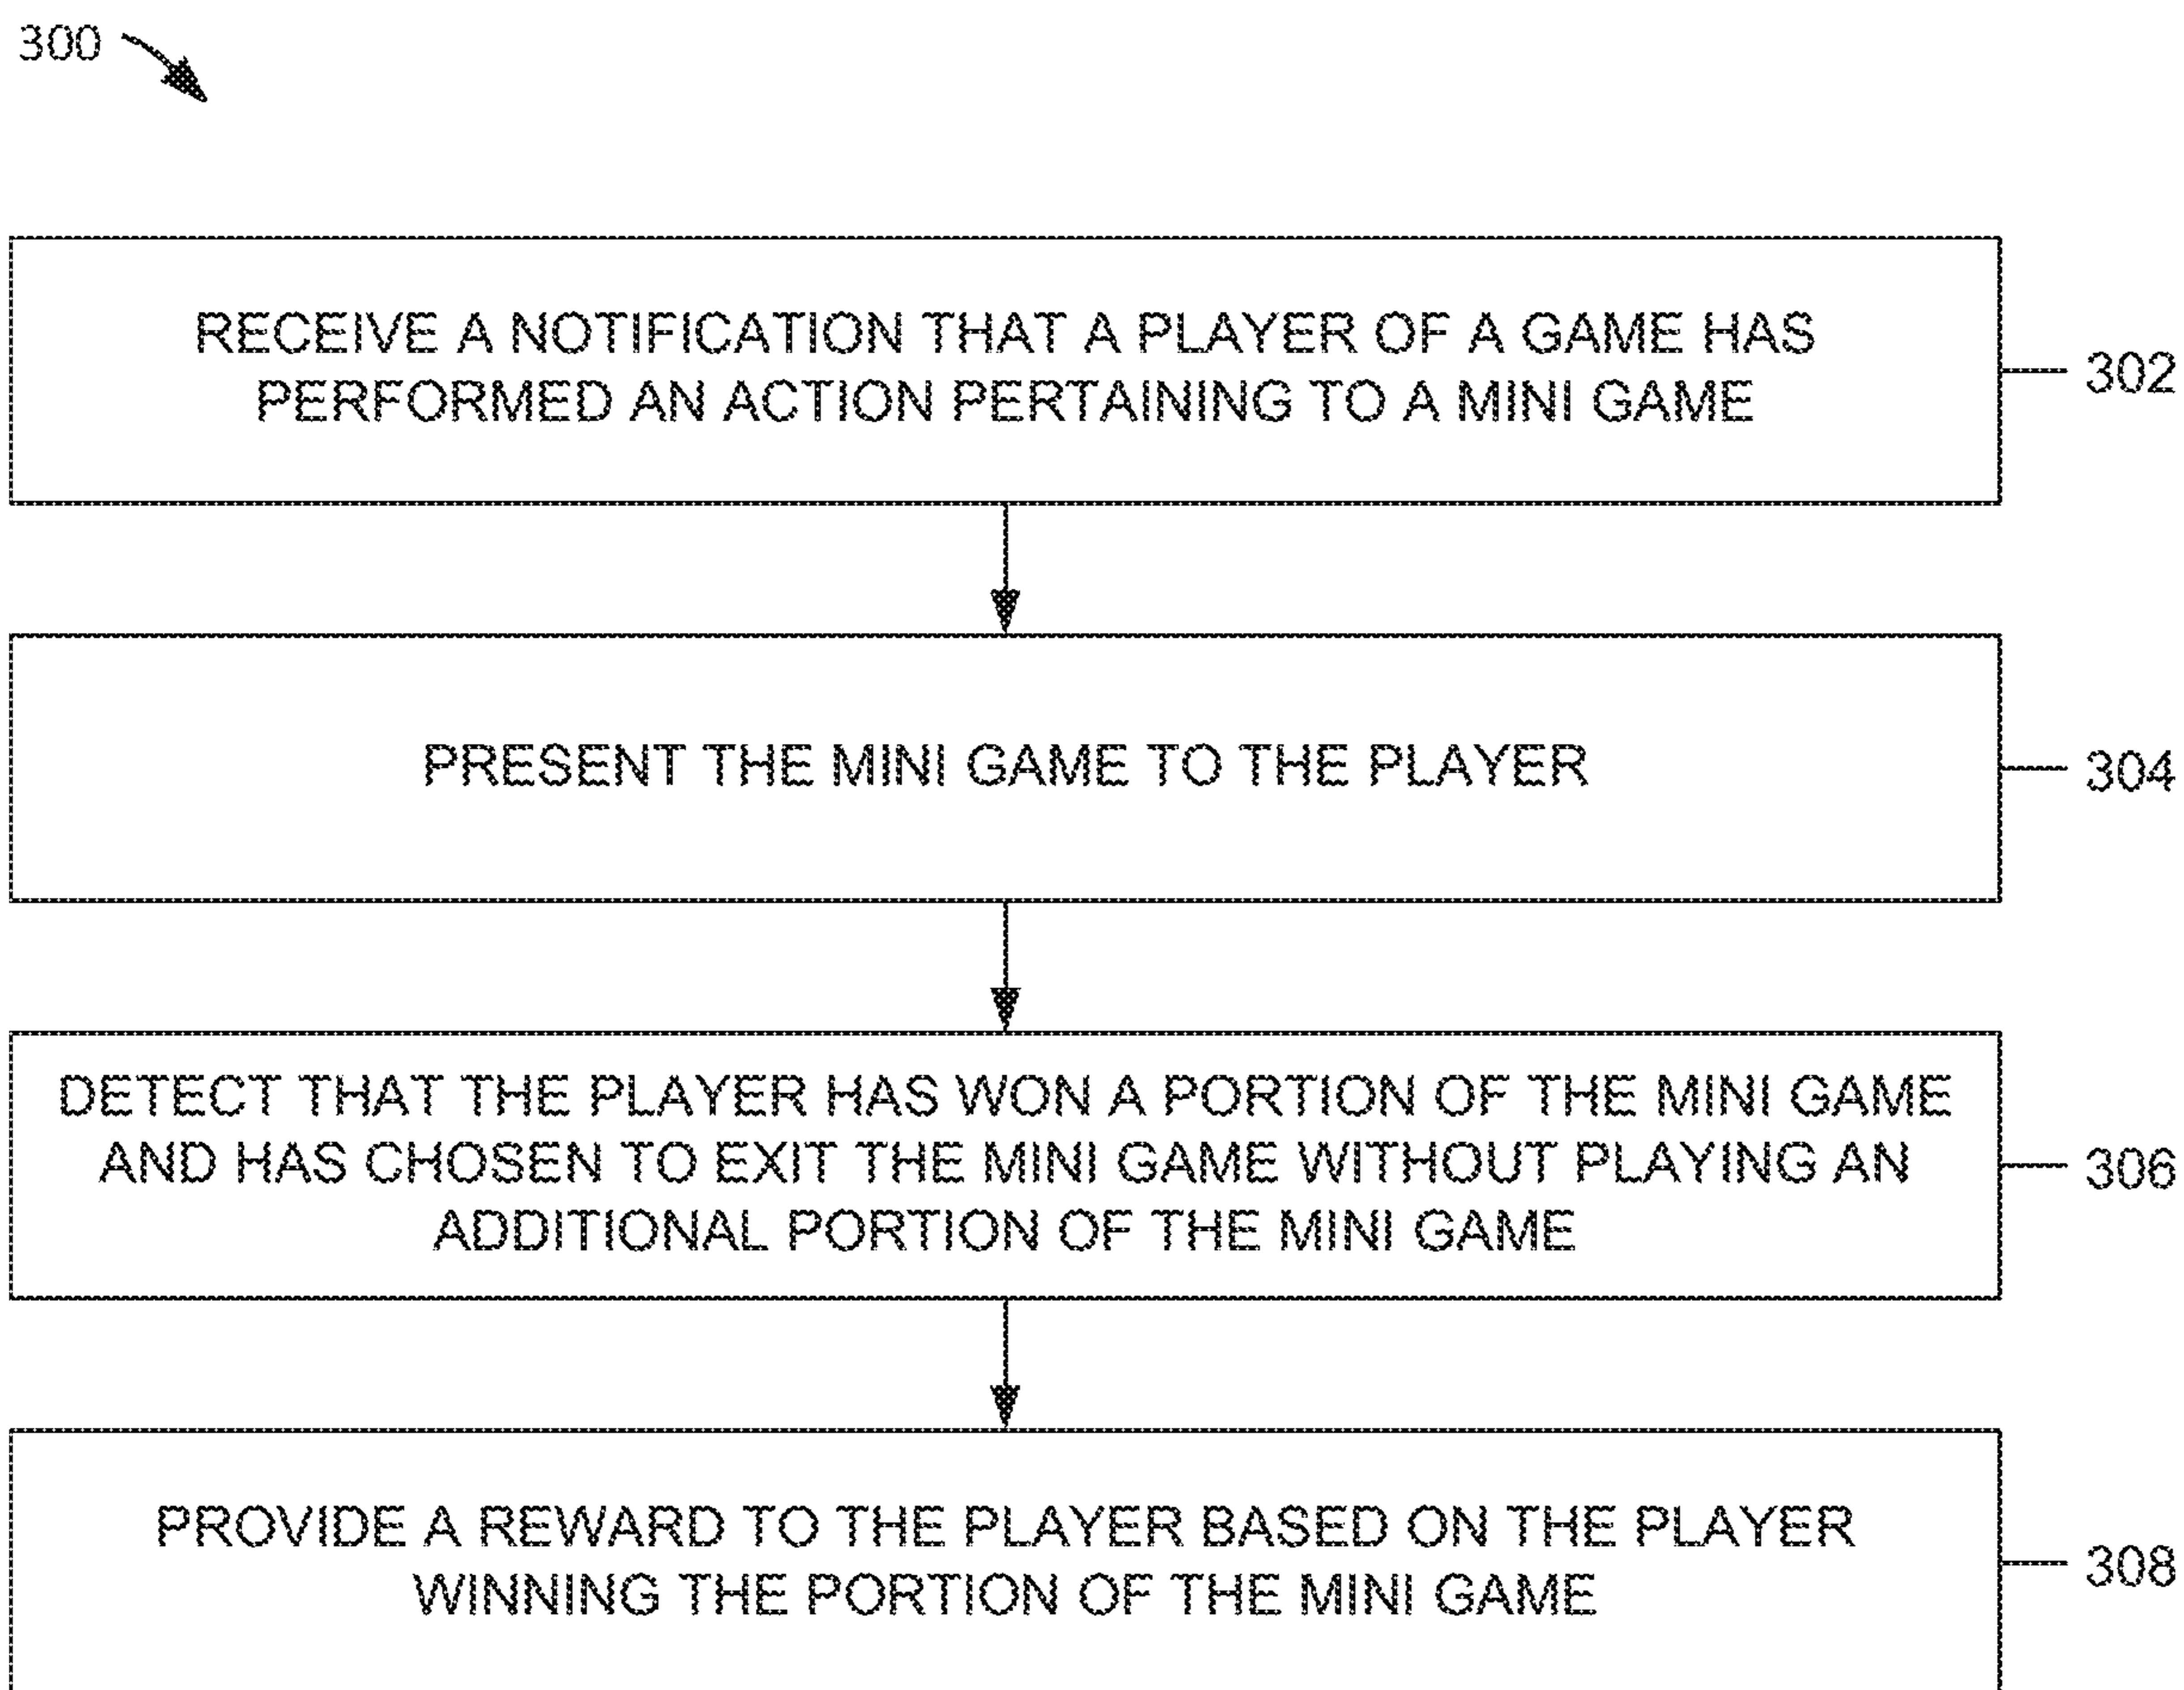 300
RECEIVE A NOTIFICATION THAT A PLAYER OF A GAME HAS
PERFORMED AN ACTION PERTAINING TO A MINI GAME
302
PRESENT THE MINI GAME TO THE PLAYER
304
DETECT THAT THE PLAYER HAS WON A PORTION OF THE MINI GAME
AND HAS CHOSEN TO EXIT THE MINI GAME WITHOUT PLAYING AN
ADDITIONAL PORTION OF THE MINI GAME
306
PROVIDE A REWARD TO THE PLAYER BASED ON THE PLAYER
WINNING THE PORTION OF THE MINI GAME
308